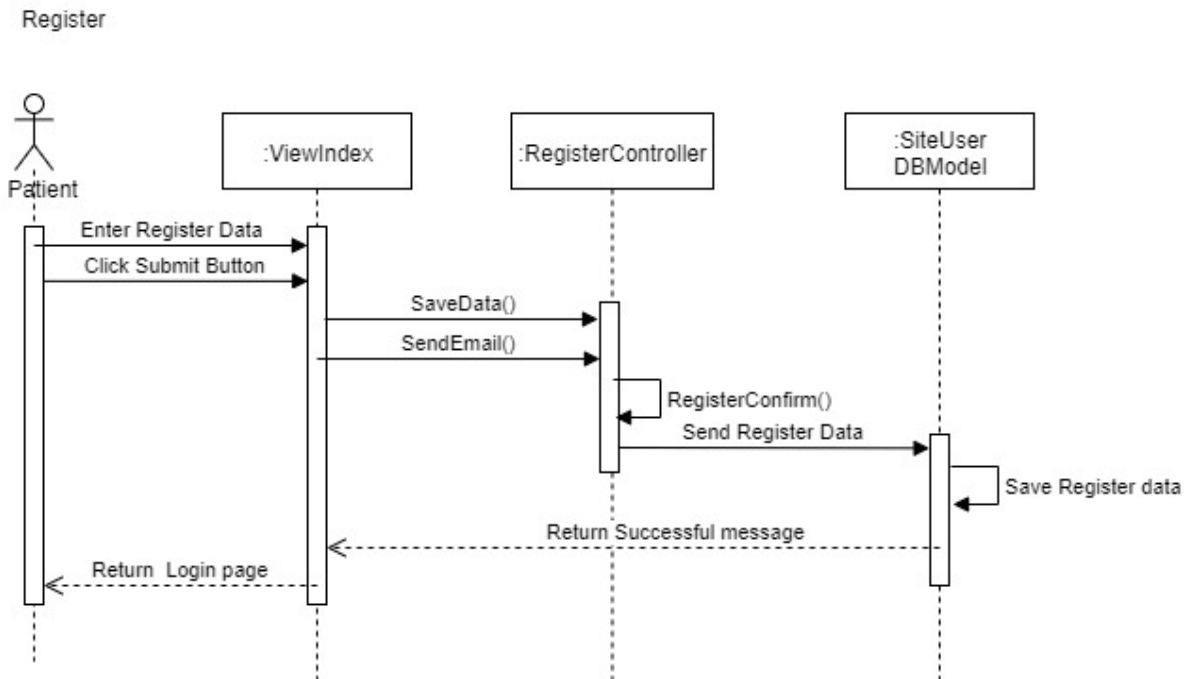 Register
Patient
:ViewIndex
:RegisterController
:SiteUser
DBModel
Enter Register Data
Click Submit Button
SaveData()
SendEmail()
RegisterConfirm()
Send Register Data
Save Register data
Return Successful message
Return  Login page